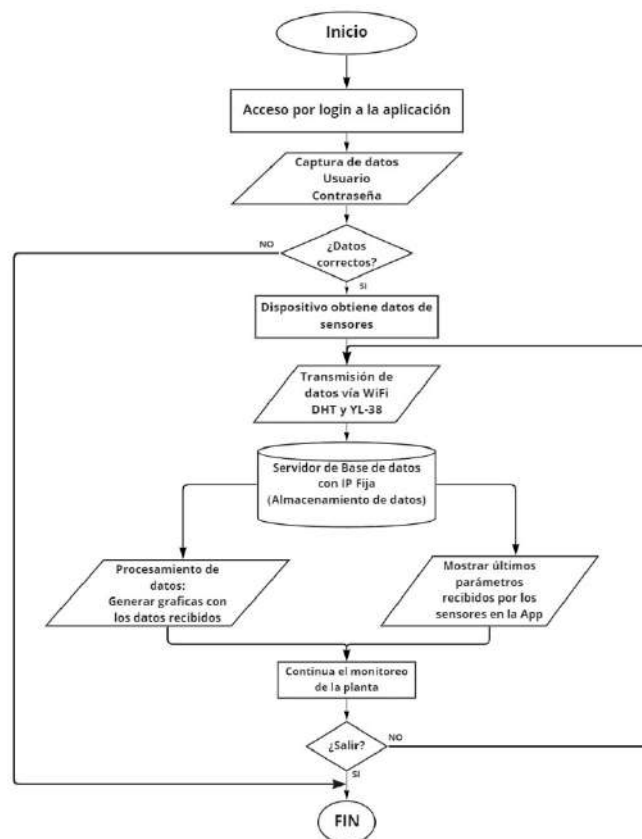 Inicio
Acceso por login a la aplicación
Captura de datos
Usuario
Contraseña
NO
¿Datos
correctos?
SI
Dispositivo obtiene datos de
sensores
Transmisión de
datos vía WiFi
DHT y YL-38
Servidor de Base de datos
con IP Fija
(Almacenamiento de datos)
Procesamiento de
datos:
Generar graficas con
los datos recibidos
Mostrar últimos
parámetros
recibidos por los
sensores en la App
Continua el monitoreo
de la planta
¿Salir?
NO
SI
FIN